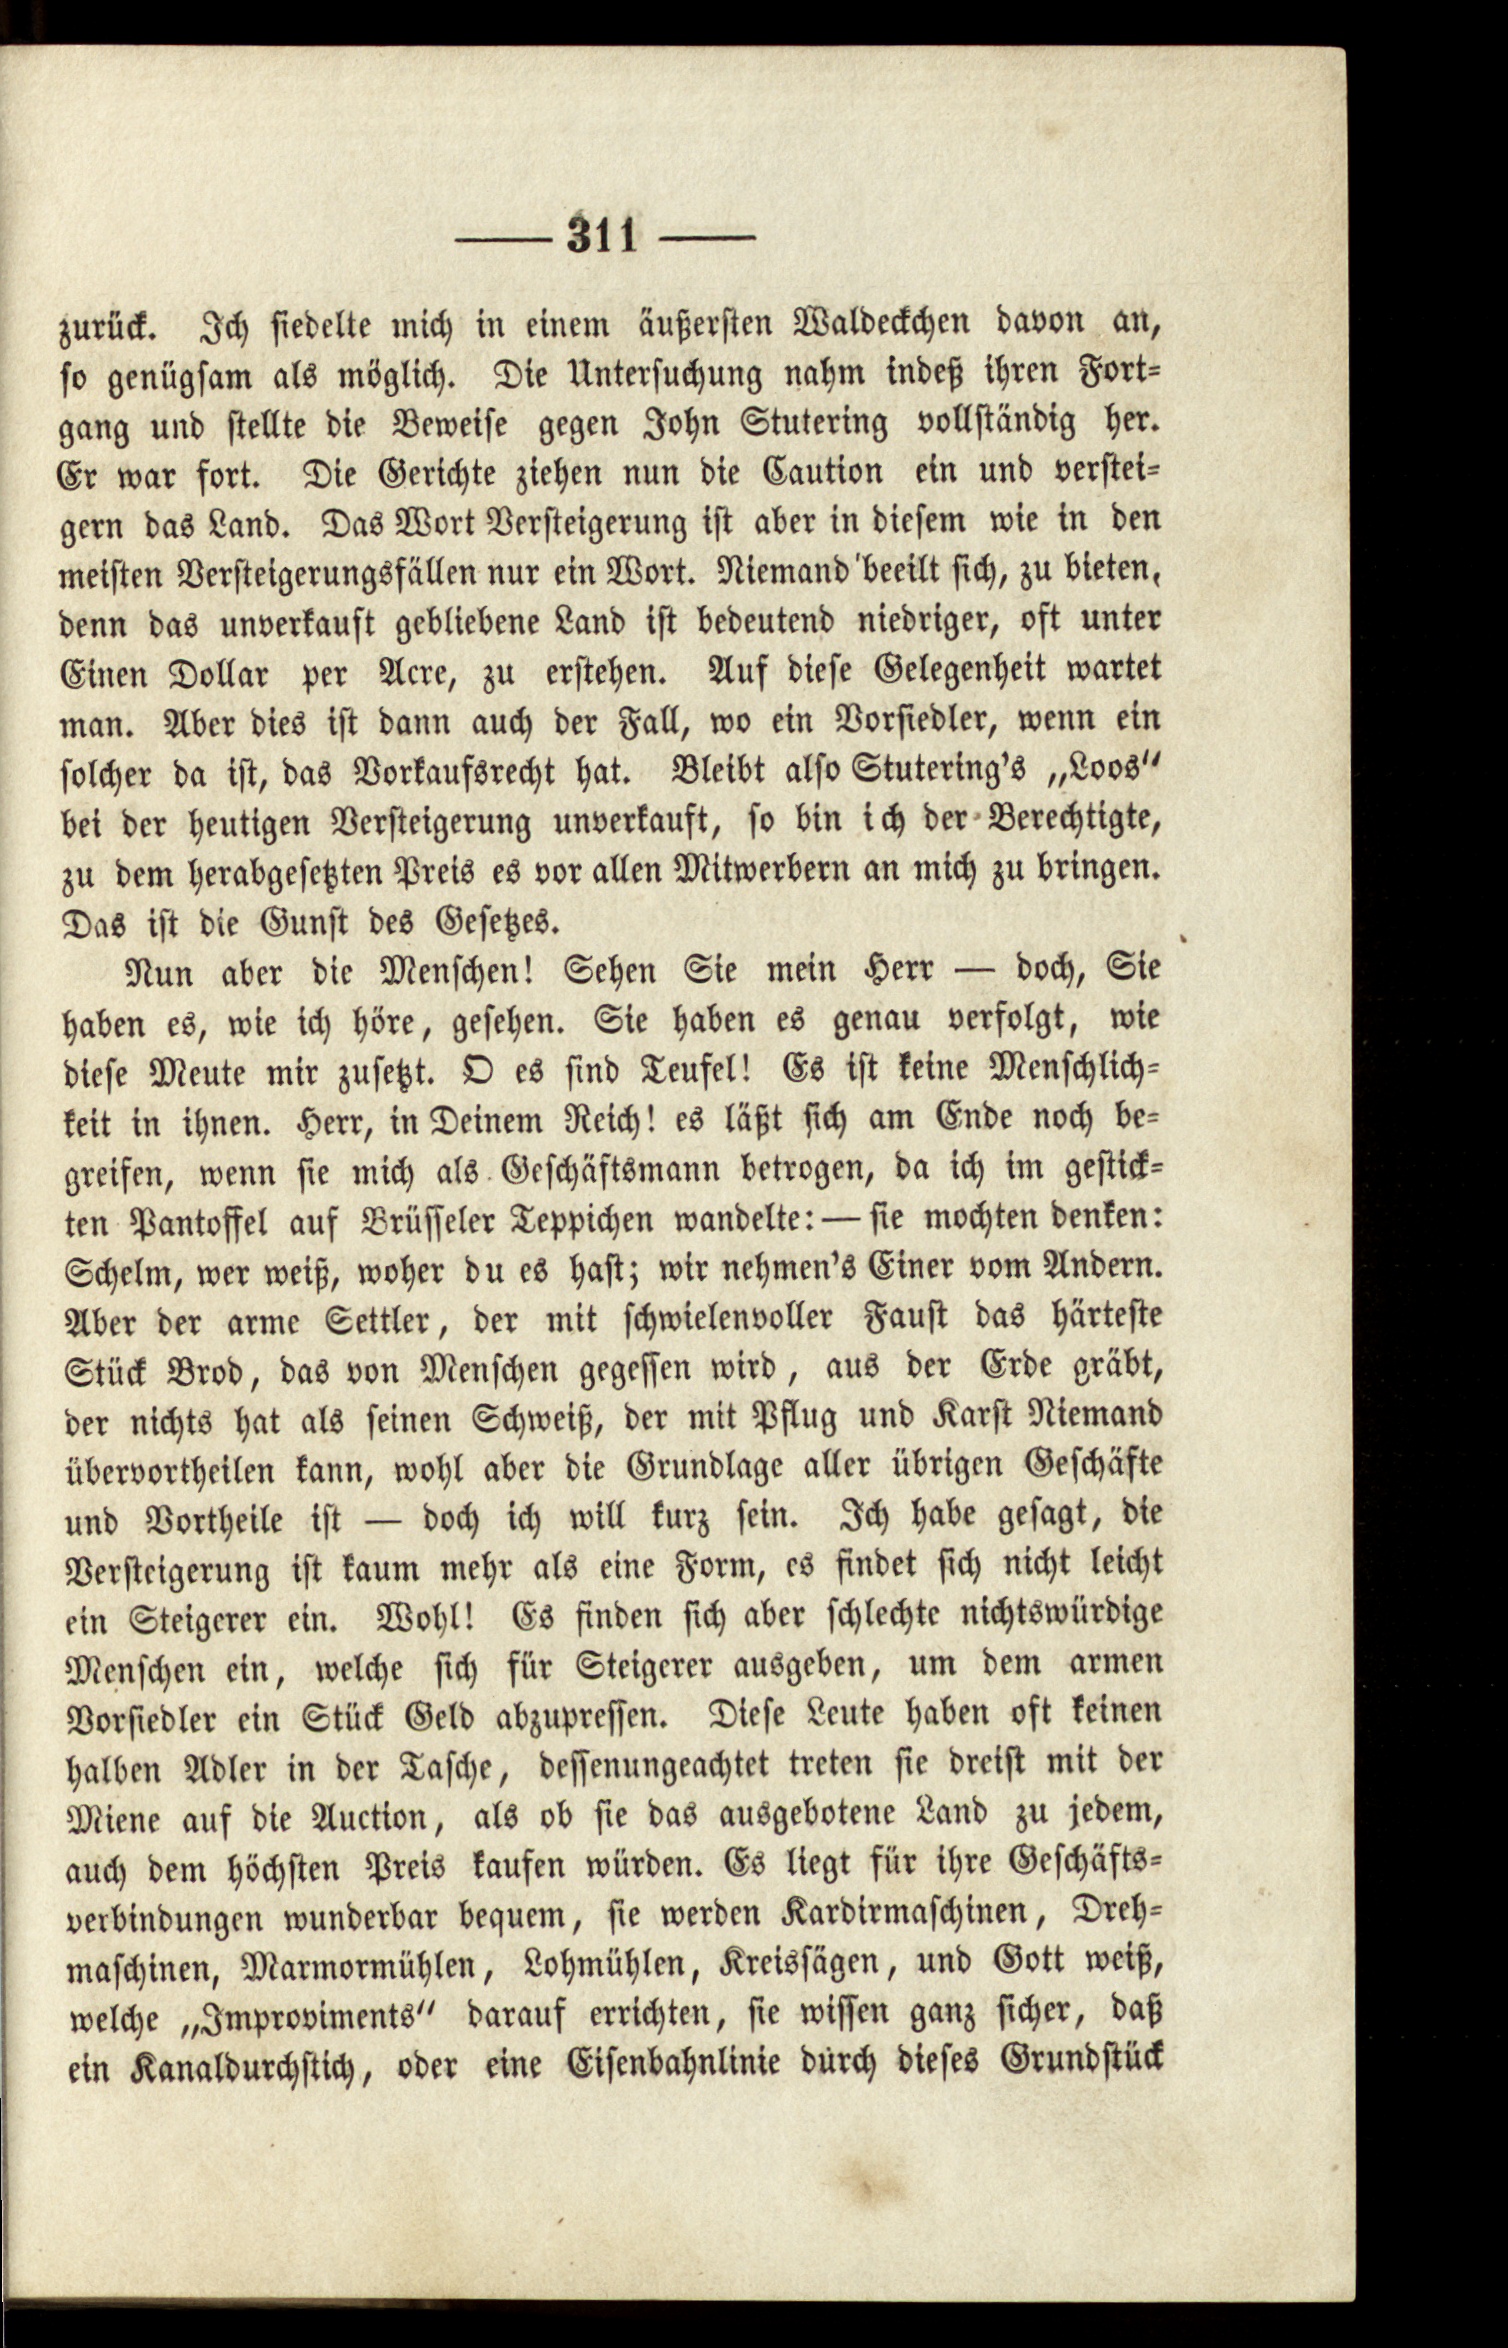 — 311 —
zurück. Ich siedelte mich in einem äußersten Waldeckchen davon an,
so genügsam als möglich. Die Untersuchung nahm indeß ihren Fort-
gang und stellte die Beweise gegen John Stutering vollständig her.
Er war fort. Die Gerichte ziehen nun die Caution ein und verstei-
gern das Land. Das Wort Versteigerung ist aber in diesem wie in den
meisten Versteigerungsfällen nur ein Wort. Niemand beeilt sich, zu bieten,
denn das unverkauft gebliebene Land ist bedeutend niedriger, oft unter
Einen Dollar per Acre, zu erstehen. Auf diese Gelegenheit wartet
man. Aber dies ist dann auch der Fall, wo ein Vorsiedler, wenn ein
solcher da ist, das Vorkaufsrecht hat. Bleibt also Stutering's „Loos“
bei der heutigen Versteigerung unverkauft, so bin ich der Berechtigte,
zu dem herabgesetzten Preis es vor allen Mitwerbern an mich zu bringen.
Das ist die Gunst des Gesetzes.
Nun aber die Menschen! Sehen Sie mein Herr — doch, Sie
haben es, wie ich höre, gesehen. Sie haben es genau verfolgt, wie
diese Meute mir zusetzt. O es sind Teufel! Es ist keine Menschlich-
keit in ihnen. Herr, in Deinem Reich! es läßt sich am Ende noch be-
greifen, wenn sie mich als Geschäftsmann betrogen, da ich im gestick-
ten Pantoffel auf Brüsseler Teppichen wandelte: — sie mochten denken:
Schelm, wer weiß, woher du es hast; wir nehmen's Einer vom Andern.
Aber der arme Settler, der mit schwielenvoller Faust das härteste
Stück Brod, das von Menschen gegessen wird, aus der Erde gräbt,
der nichts hat als seinen Schweiß, der mit Pflug und Karst Niemand
übervortheilen kann, wohl aber die Grundlage aller übrigen Geschäfte
und Vortheile ist — doch ich will kurz sein. Ich habe gesagt, die
Versteigerung ist kaum mehr als eine Form, es findet sich nicht leicht
ein Steigerer ein. Wohl! Es finden sich aber schlechte nichtswürdige
Menschen ein, welche sich für Steigerer ausgeben, um dem armen
Vorsiedler ein Stück Geld abzupressen. Diese Leute haben oft keinen
halben Adler in der Tasche, dessenungeachtet treten sie dreist mit der
Miene auf die Auction, als ob sie das ausgebotene Land zu jedem,
auch dem höchsten Preis kaufen würden. Es liegt für ihre Geschäfts-
verbindungen wunderbar bequem, sie werden Kardirmaschinen, Dreh-
maschinen, Marmormühlen, Lohmühlen, Kreissägen, und Gott weiß,
welche „Improviments“ darauf errichten, sie wissen ganz sicher, daß
ein Kanaldurchstich, oder eine Eisenbahnlinie durch dieses Grundstück